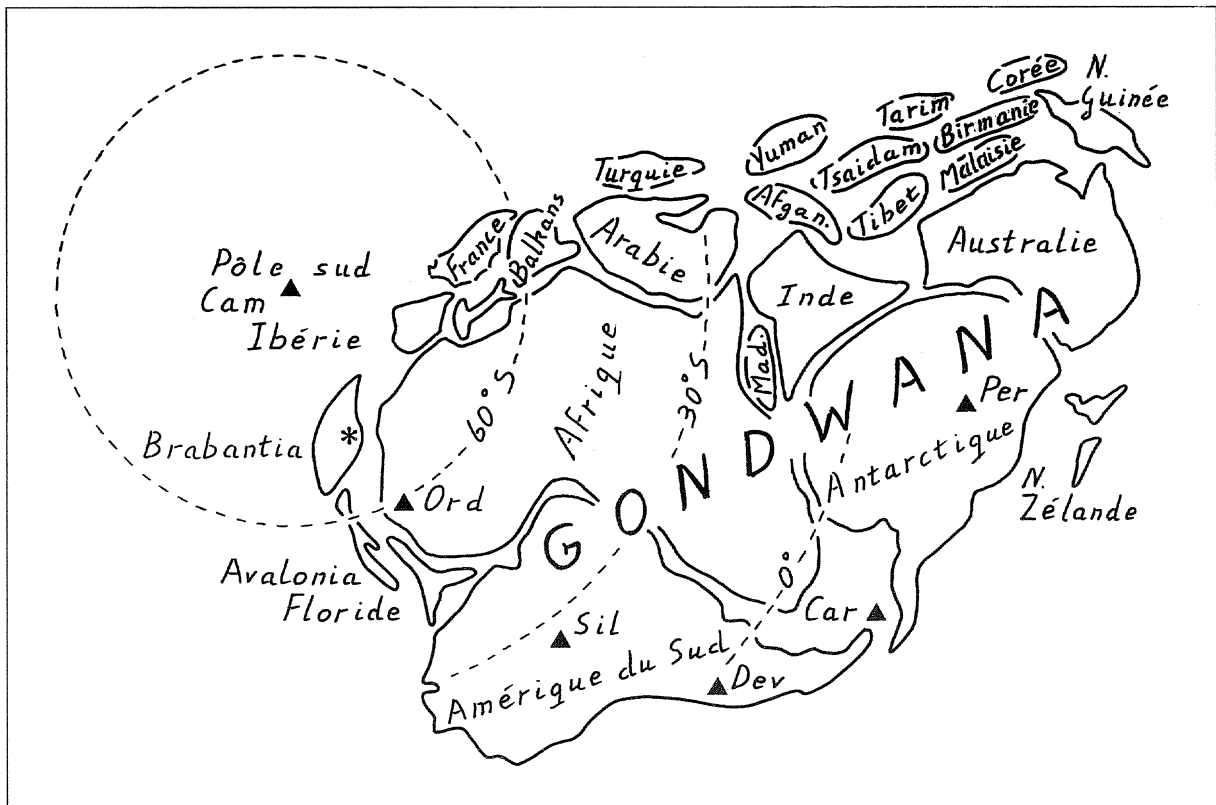 Corée
N.
Guinée
Tarim
Birmanie
Yuman
Tsaidam
Malaisie
Turquie
Afgan.
Tibet
France
Balkans
Arabie
Australie
Pôle sud
Cam
Ibérie
Inde
Mad.
Afrique
60°S
30°S
GONDWANA
Per
Brabantia
*
Antarctique
Ord
N.
Zélande
Avalonia
Floride
0°
Car
Sil
Amérique du Sud
Dev